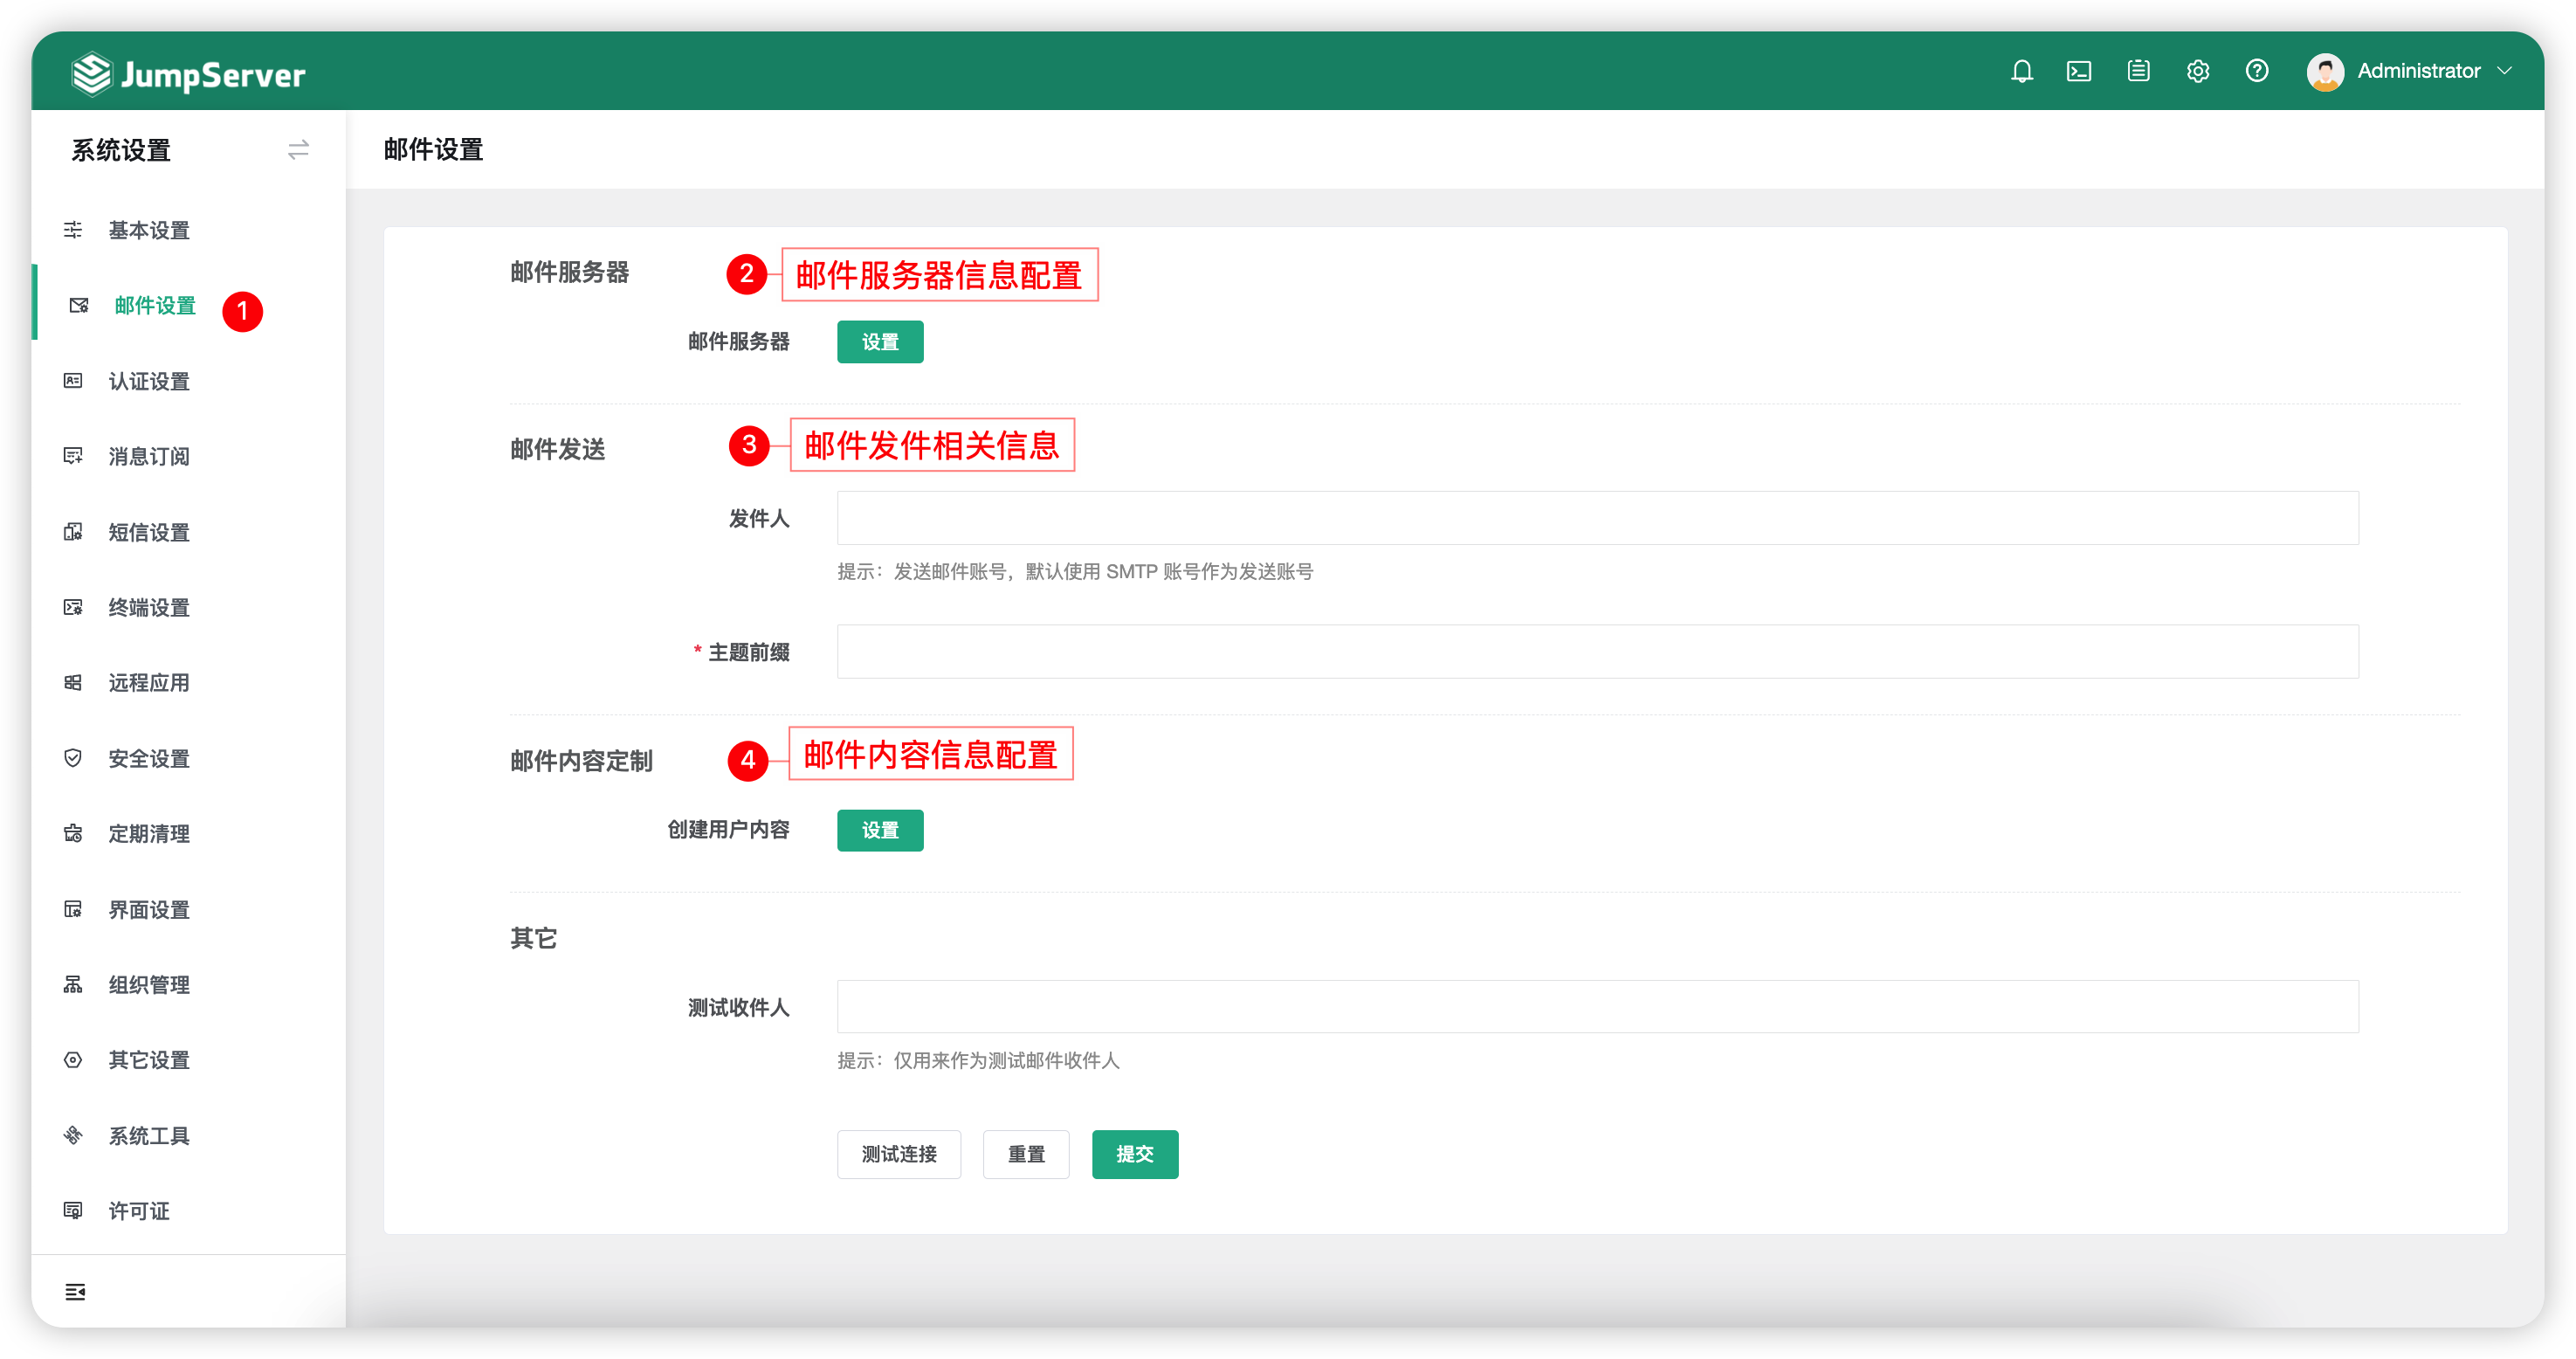 JumpServer
Administrator
系统设置
邮件设置
基本设置
邮件设置 1
认证设置
消息订阅
短信设置
终端设置
远程应用
安全设置
定期清理
界面设置
组织管理
其它设置
系统工具
许可证
邮件服务器 2 邮件服务器信息配置
邮件服务器 设置
邮件发送 3 邮件发件相关信息
发件人
提示：发送邮件账号，默认使用 SMTP 账号作为发送账号
* 主题前缀
邮件内容定制 4 邮件内容信息配置
创建用户内容 设置
其它
测试收件人
提示：仅用来作为测试邮件收件人
测试连接 重置 提交